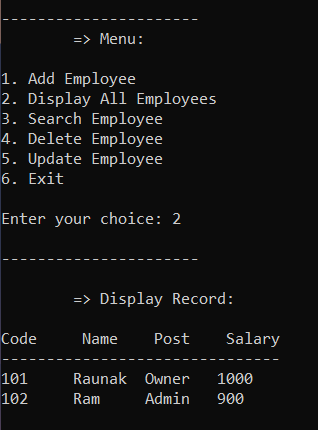 ----------------------
=> Menu:
1. Add Employee
2. Display All Employees
3. Search Employee
4. Delete Employee
5. Update Employee
6. Exit
Enter your choice: 2
----------------------
=> Display Record:
Code     Name    Post    Salary
-------------------------------
101     Raunak  Owner   1000
102     Ram     Admin   900